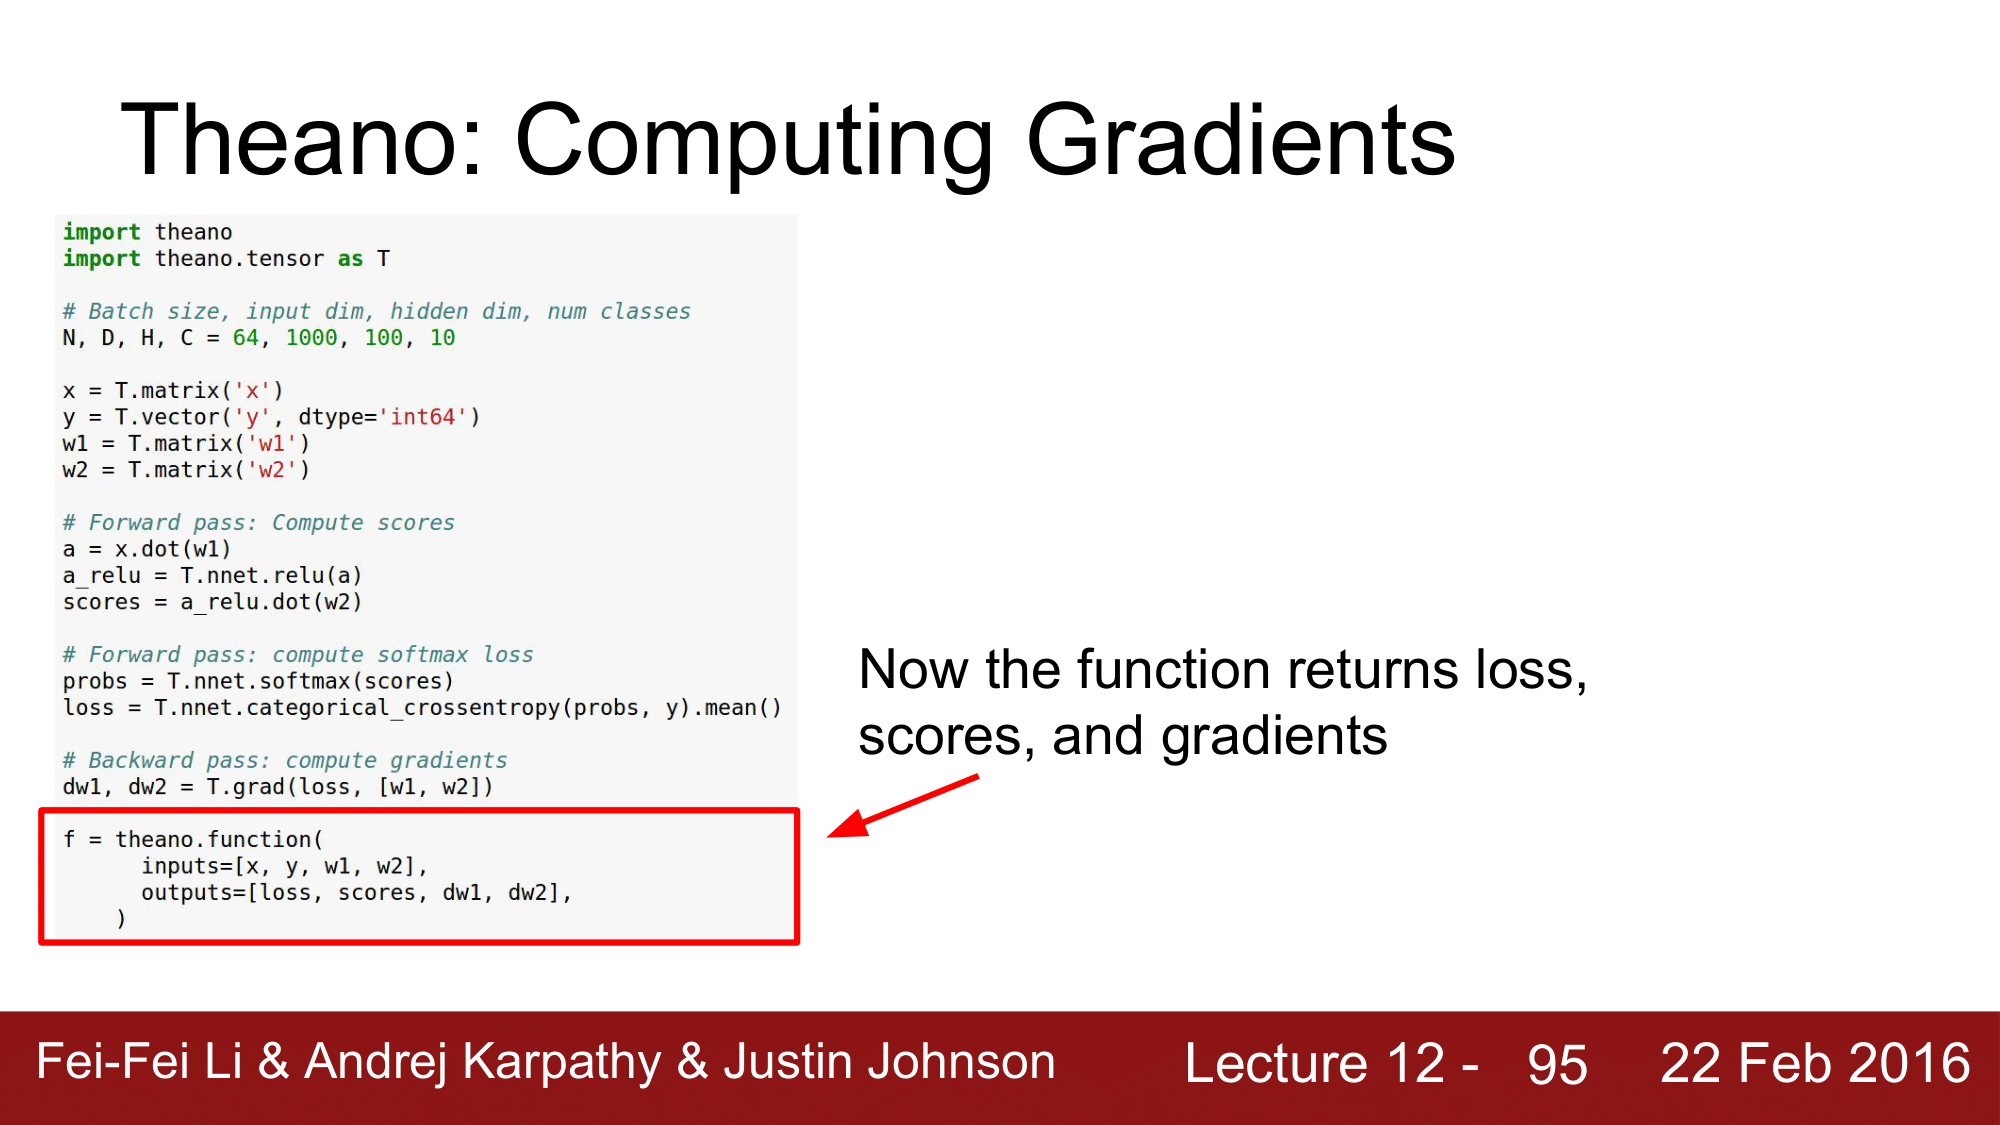 Theano: Computing Gradients
import theano
import theano.tensor as T
# Batch size, input dim, hidden dim, num classes
N, D, H, C = 64, 1000, 100, 10
x = T.matrix('x')
y = T.vector('y', dtype='int64')
w1 = T.matrix('w1')
w2 = T.matrix('w2')
# Forward pass: Compute scores
a = x.dot(w1)
a_relu = T.nnet.relu(a)
scores = a_relu.dot(w2)
# Forward pass: compute softmax loss
probs = T.nnet.softmax(scores)
loss = T.nnet.categorical_crossentropy(probs, y).mean()
# Backward pass: compute gradients
dw1, dw2 = T.grad(loss, [w1, w2])
f = theano.function(
      inputs=[x, y, w1, w2],
      outputs=[loss, scores, dw1, dw2],
    )
Now the function returns loss,
scores, and gradients
Fei-Fei Li & Andrej Karpathy & Justin Johnson Lecture 12 - 95 22 Feb 2016